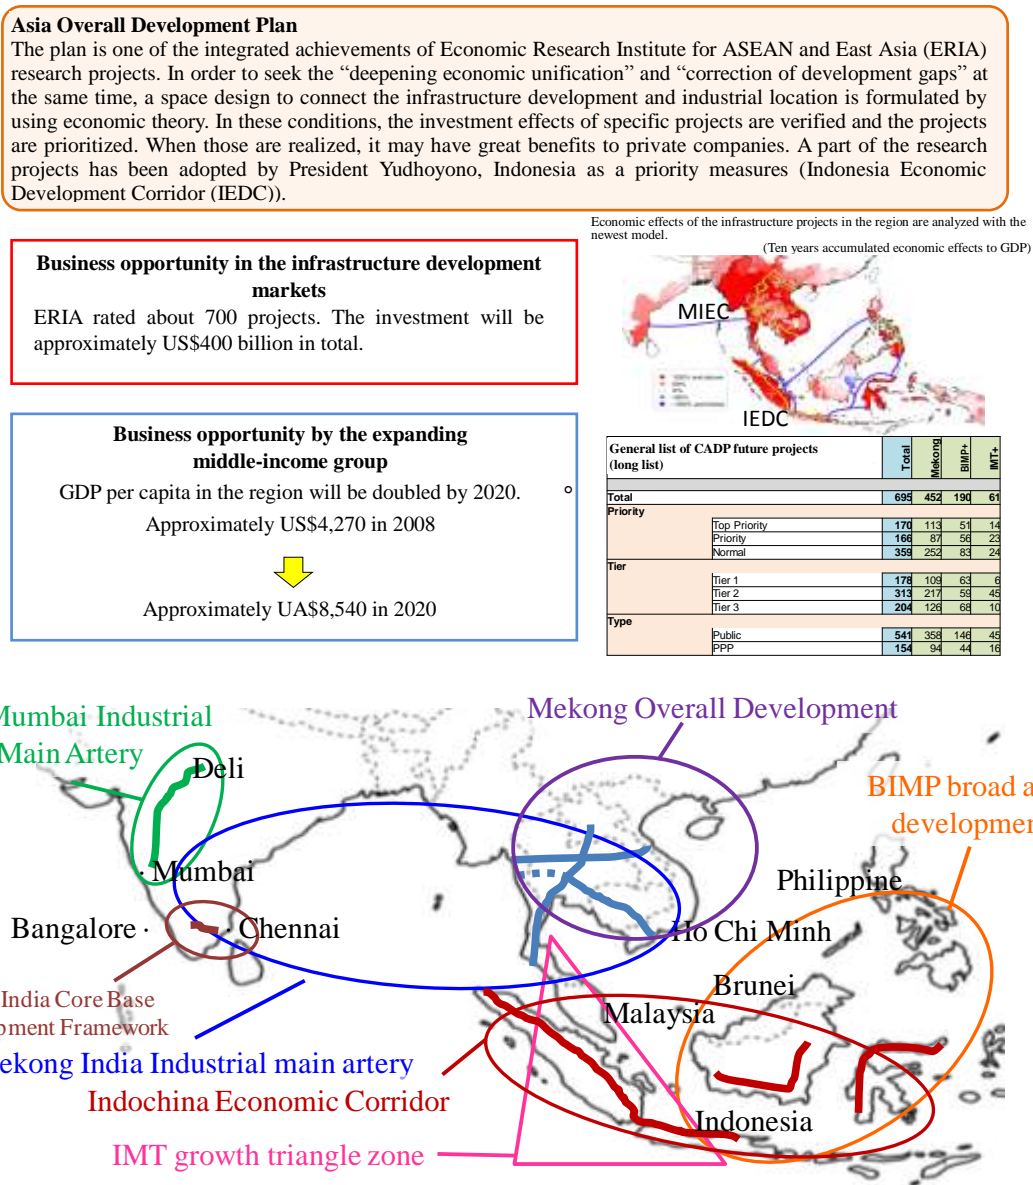 Asia Overall Development Plan
The plan is one of the integrated achievements of Economic Research Institute for ASEAN and East Asia (ERIA)
research projects. In order to seek the “deepening economic unification” and “correction of development gaps” at
the same time, a space design to connect the infrastructure development and industrial location is formulated by
using economic theory. In these conditions, the investment effects of specific projects are verified and the projects
are prioritized. When those are realized, it may have great benefits to private companies. A part of the research
projects has been adopted by President Yudhoyono, Indonesia as a priority measures (Indonesia Economic
Development Corridor (IEDC)).
Economic effects of the infrastructure projects in the region are analyzed with the
newest model.
(Ten years accumulated economic effects to GDP)
Business opportunity in the infrastructure development
markets
ERIA rated about 700 projects. The investment will be
approximately US$400 billion in total.
MIEC
IEDC
Business opportunity by the expanding
middle-income group
GDP per capita in the region will be doubled by 2020. 。
Approximately US$4,270 in 2008
Approximately UA$8,540 in 2020
General list of CADP future projects
(long list)
Total Mekong BIMP+ IMT+
Total 695 452 190 61
Priority
Top Priority 170 113 51 14
Priority 166 87 56 23
Normal 359 252 83 24
Tier
Tier 1 178 109 63 6
Tier 2 313 217 59 45
Tier 3 204 126 68 10
Type
Public 541 358 146 45
PPP 154 94 44 16
Mumbai Industrial
Main Artery
Mekong Overall Development
Deli
BIMP broad a
developmen
· Mumbai
Philippine
Bangalore ·
· Chennai
Ho Chi Minh
Brunei
India Core Base
pment Framework
Malaysia
ekong India Industrial main artery
Indochina Economic Corridor
Indonesia
IMT growth triangle zone